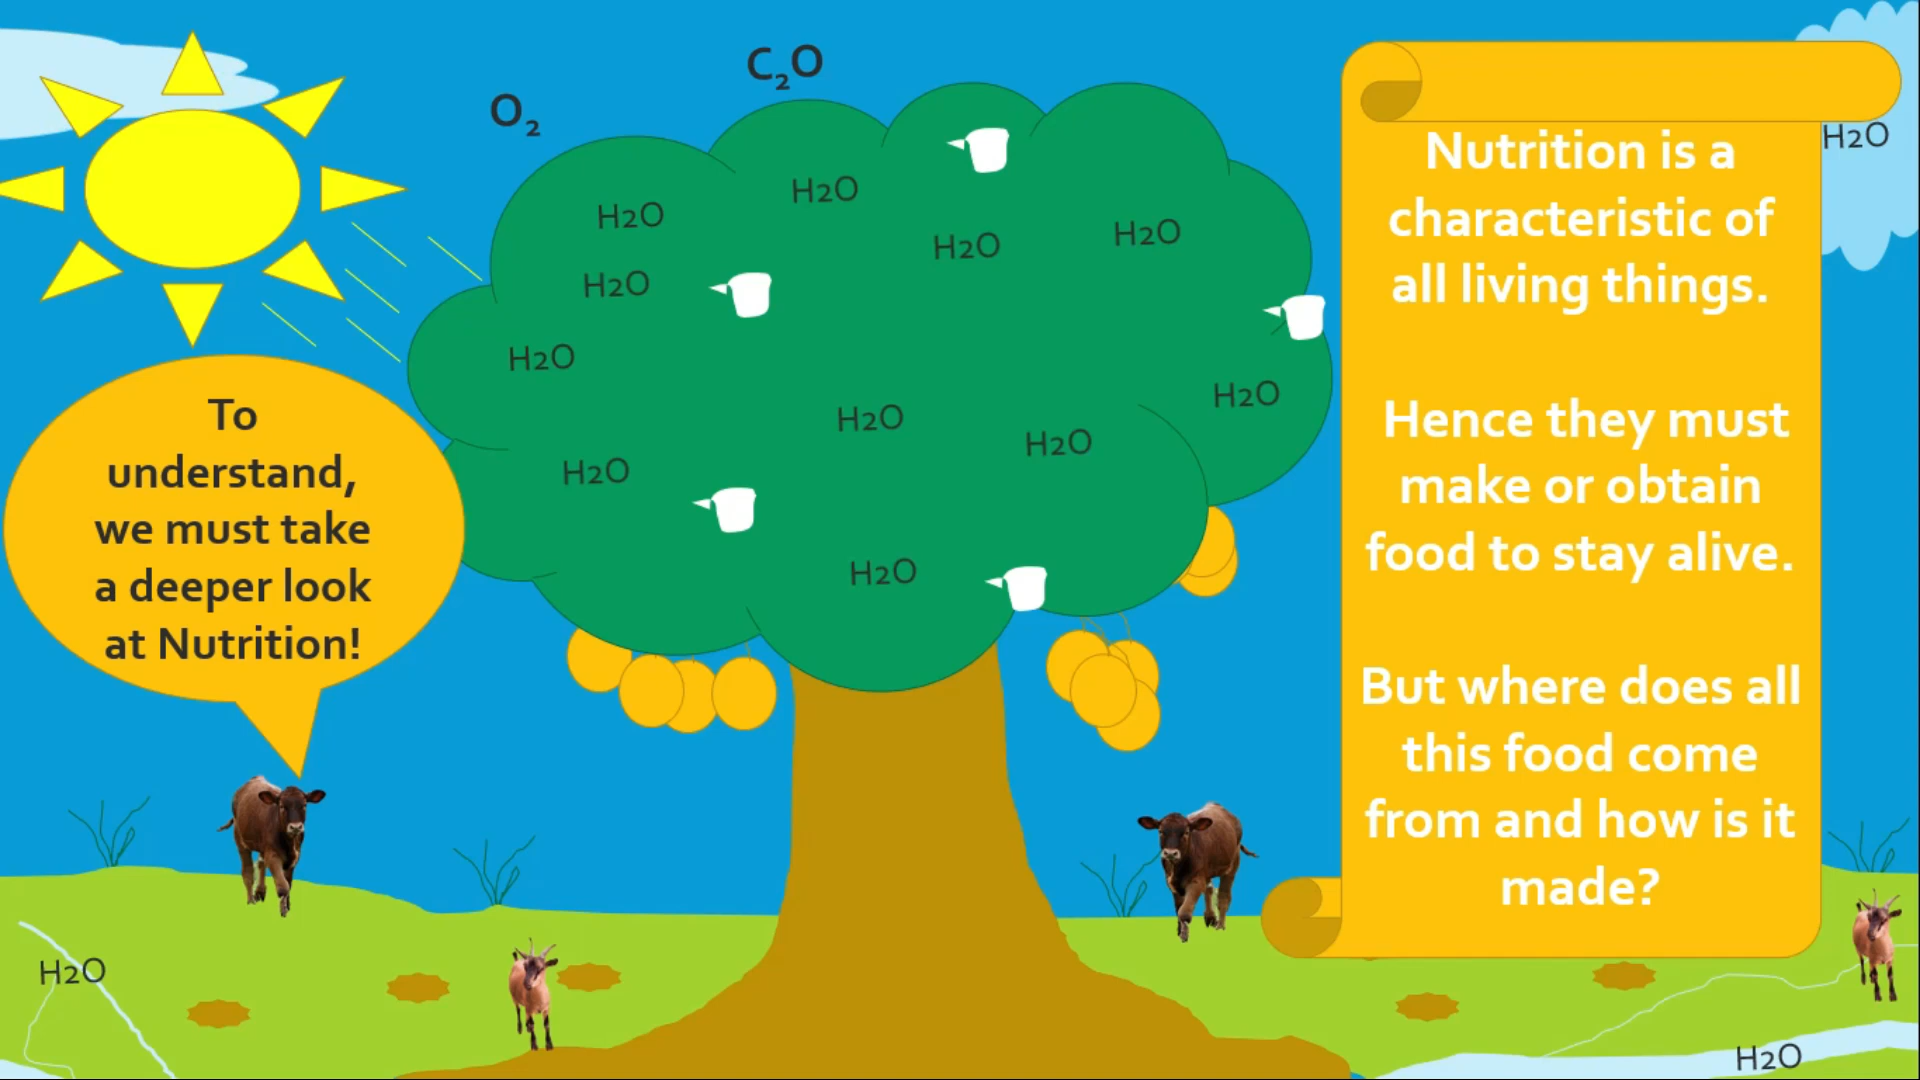 C₂O
O₂
H2O
H2O
H2O
H2O
H2O
H2O
H2O
H2O
H2O
H2O
H2O
H2O
To
understand,
we must take
a deeper look
at Nutrition!
Nutrition is a
characteristic of
all living things.
Hence they must
make or obtain
food to stay alive.
But where does all
this food come
from and how is it
made?
H2O
H2O